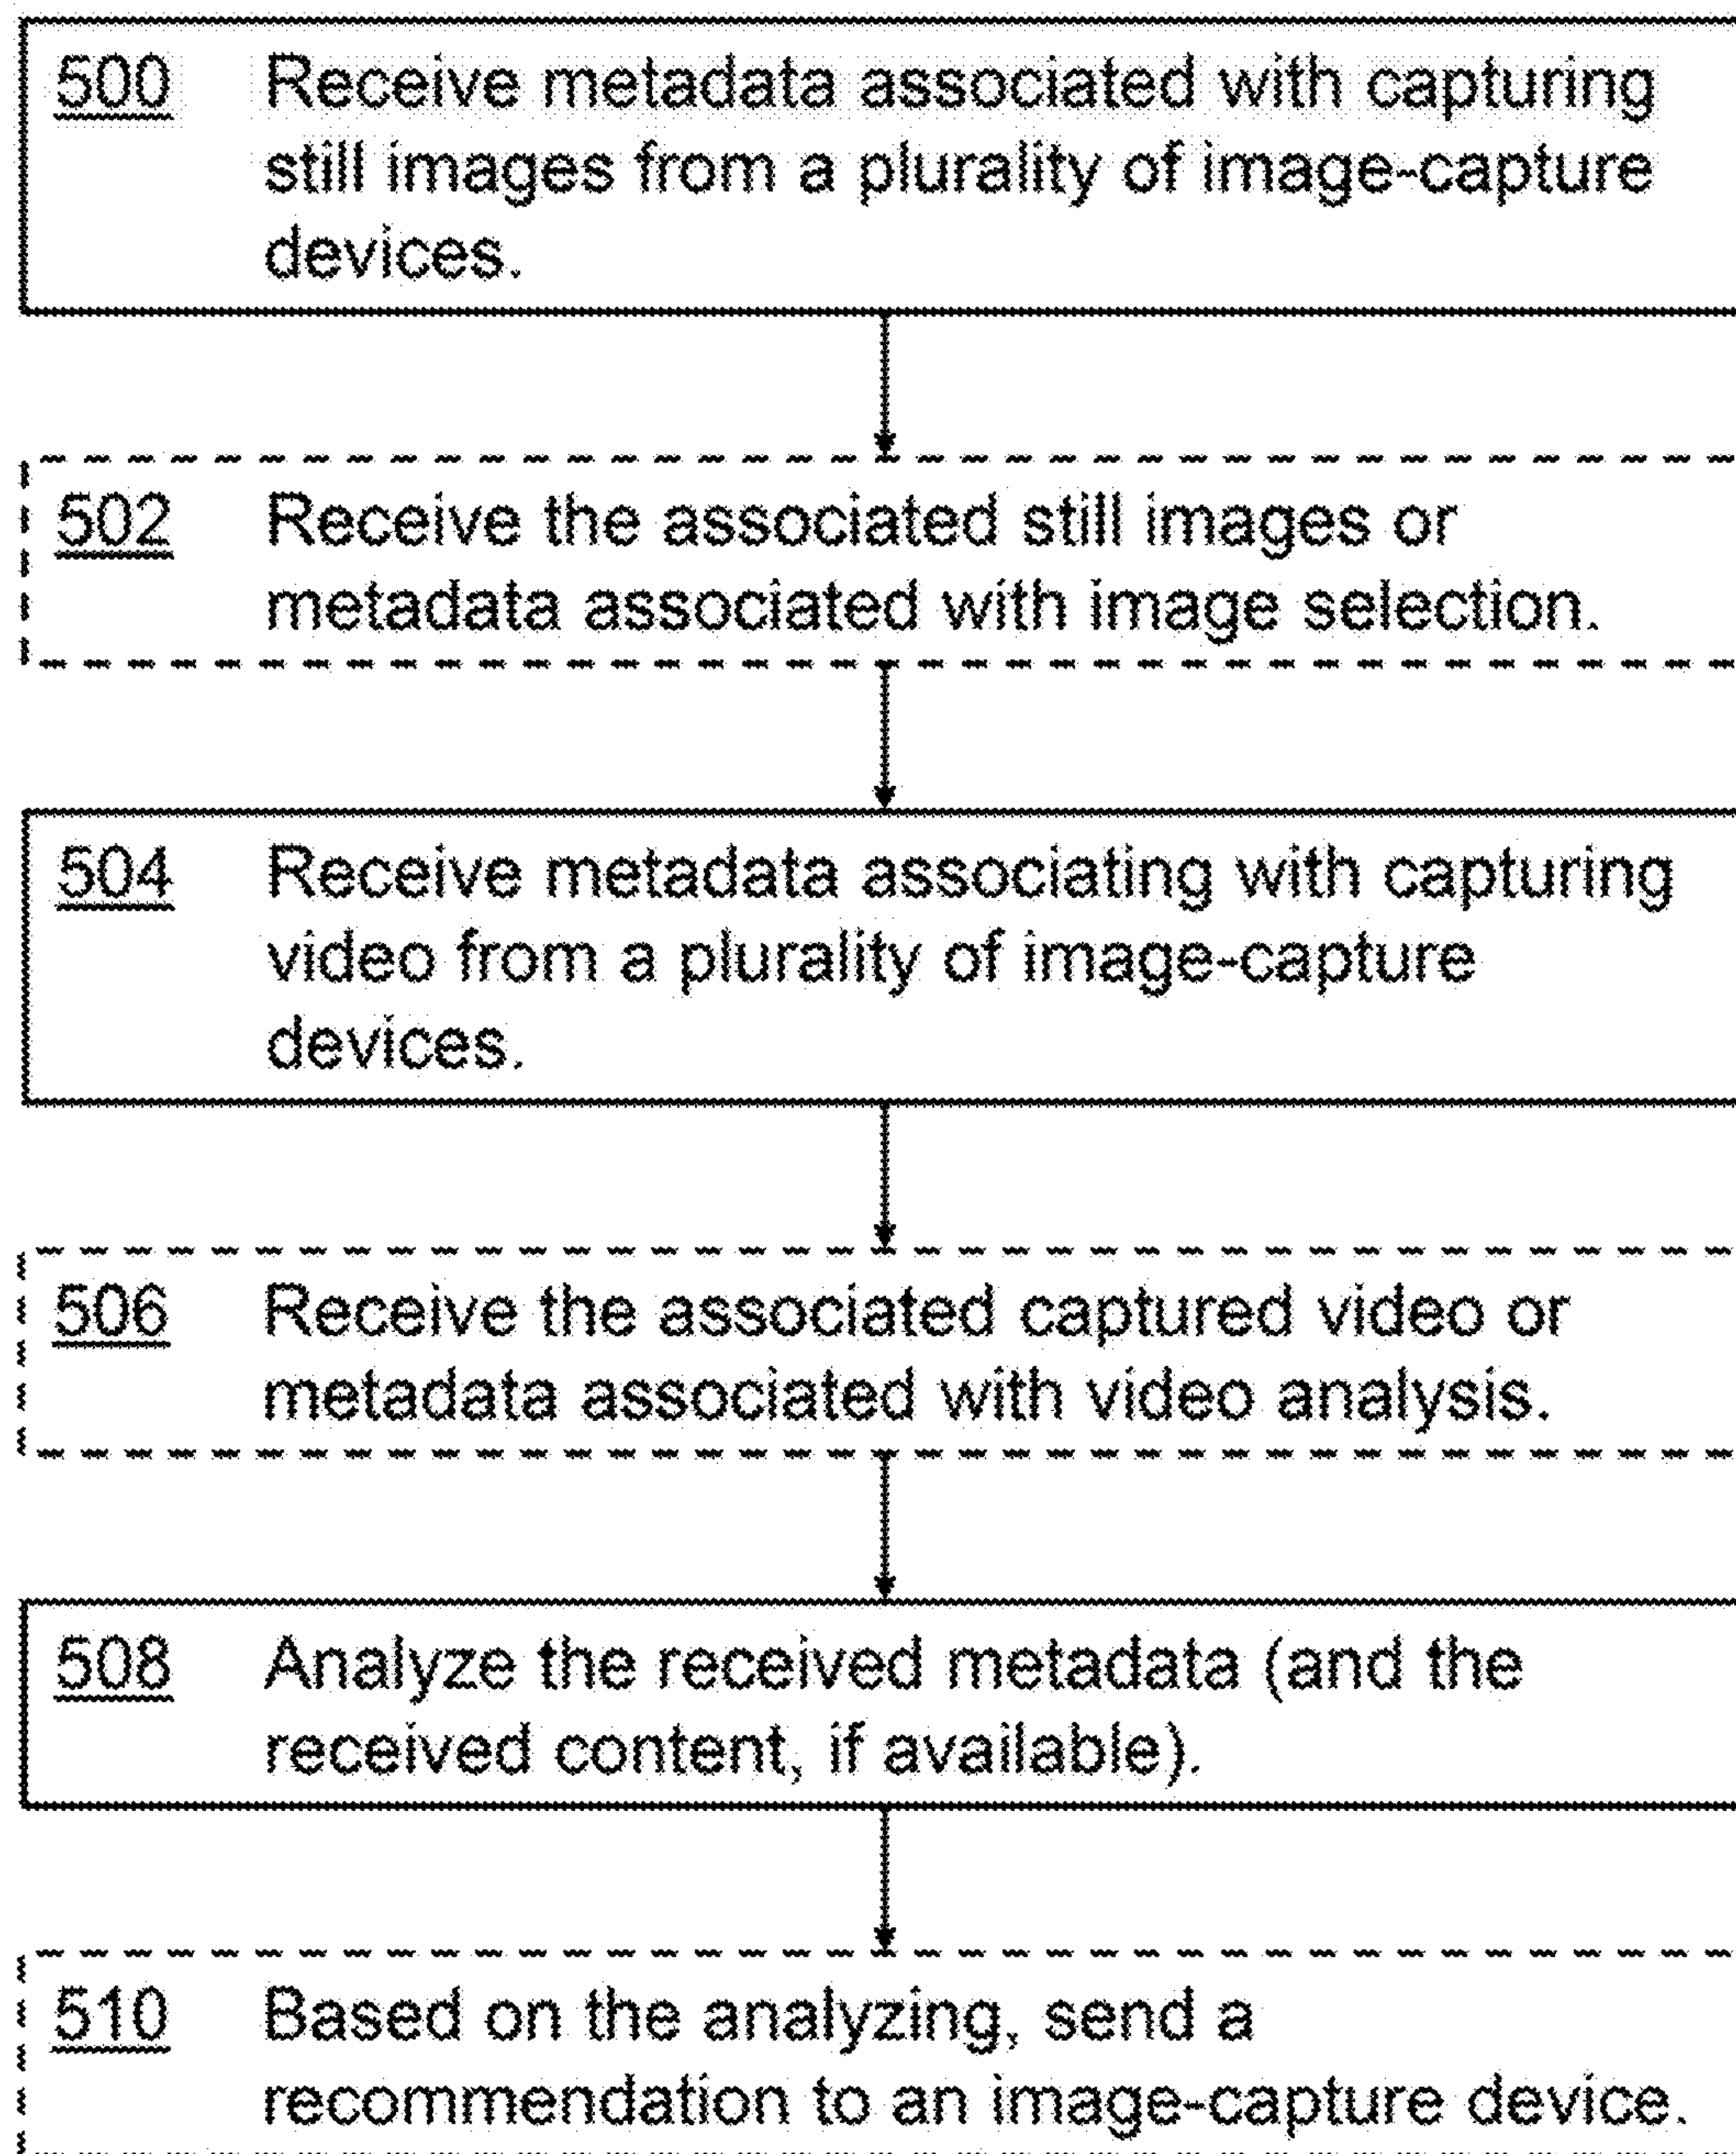 500 Receive metadata associated with capturing
still images from a plurality of image-capture
devices.
502 Receive the associated still images or
metadata associated with image selection.
504 Receive metadata associating with capturing
video from a plurality of image-capture
devices.
506 Receive the associated captured video or
metadata associated with video analysis.
508 Analyze the received metadata (and the
received content, if available).
510 Based on the analyzing, send a
recommendation to an image-capture device.